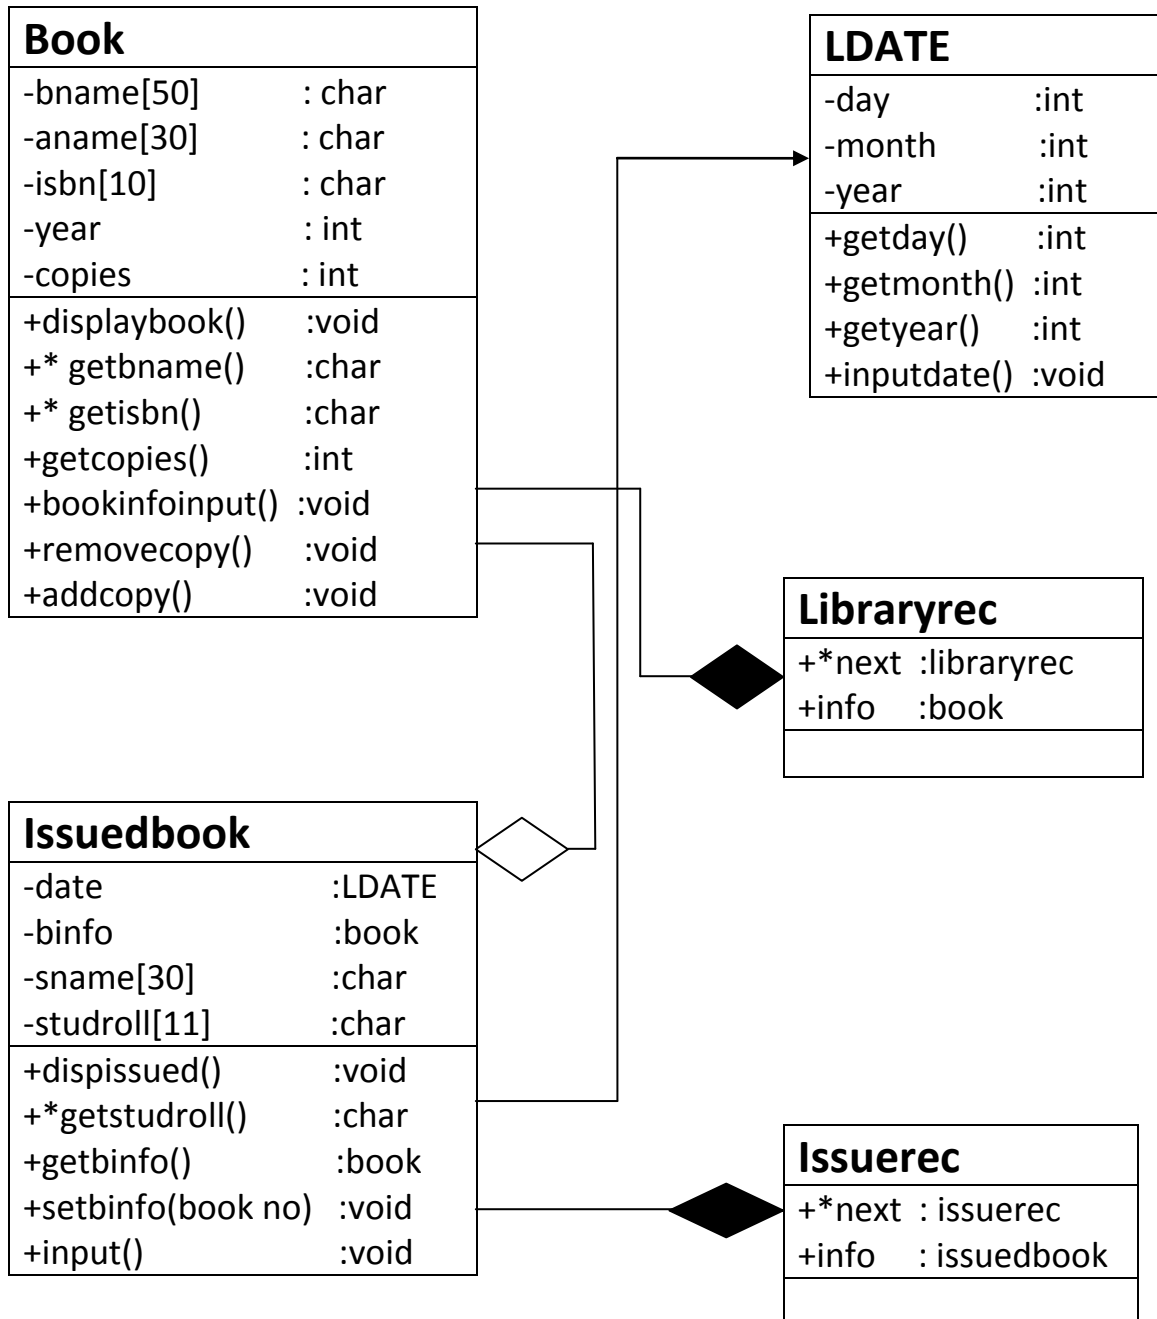 Book
-bname[50] : char
-aname[30] : char
-isbn[10] : char
-year : int
-copies : int
+displaybook() :void
+* getbname() :char
+* getisbn() :char
+getcopies() :int
+bookinfoinput() :void
+removecopy() :void
+addcopy() :void
LDATE
-day :int
-month :int
-year :int
+getday() :int
+getmonth() :int
+getyear() :int
+inputdate() :void
Libraryrec
+*next :libraryrec
+info :book
Issuedbook
-date :LDATE
-binfo :book
-sname[30] :char
-studroll[11] :char
+dispissued() :void
+*getstudroll() :char
+getbinfo() :book
+setbinfo(book no) :void
+input() :void
Issuerec
+*next : issuerec
+info : issuedbook